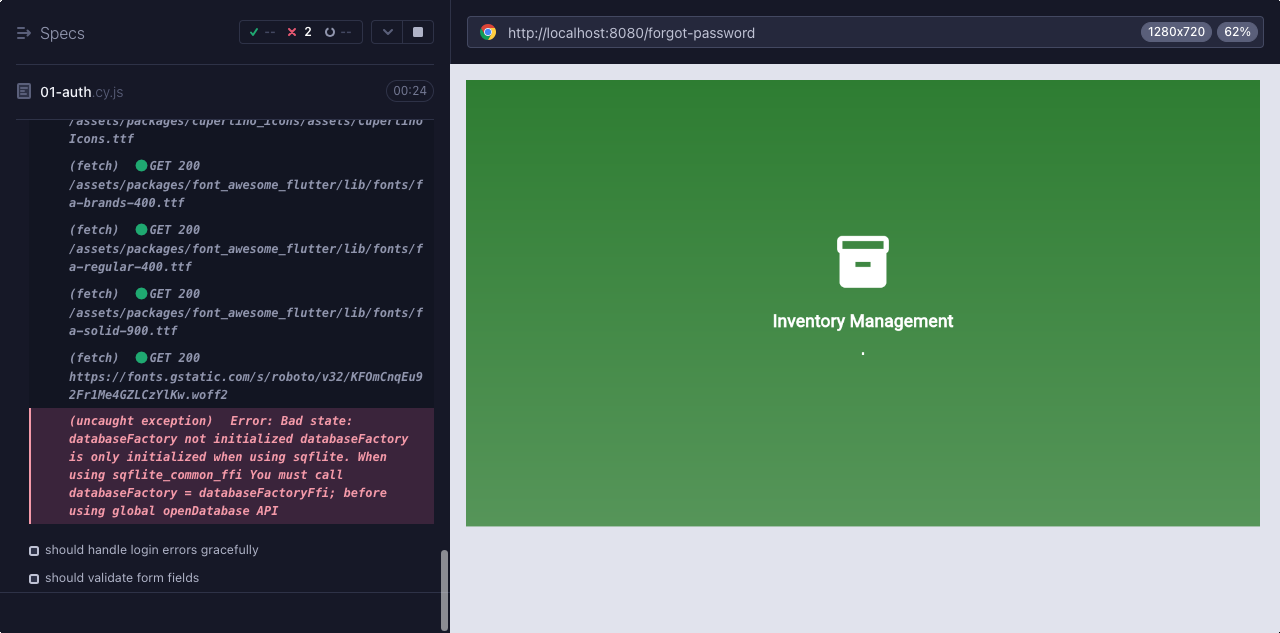 Specs
-- 2 --
http://localhost:8080/forgot-password
1280x720
62%
01-auth.cy.js
00:24
/assets/packages/cupertino_icons/assets/Cupertino
Icons.ttf
(fetch) GET 200
/assets/packages/font_awesome_flutter/lib/fonts/f
a-brands-400.ttf
(fetch) GET 200
/assets/packages/font_awesome_flutter/lib/fonts/f
a-regular-400.ttf
(fetch) GET 200
/assets/packages/font_awesome_flutter/lib/fonts/f
a-solid-900.ttf
(fetch) GET 200
https://fonts.gstatic.com/s/roboto/v32/KFOmCnqEu9
2Fr1Me4GZLCzYlKw.woff2
(uncaught exception) Error: Bad state:
databaseFactory not initialized databaseFactory
is only initialized when using sqflite. When
using sqflite_common_ffi You must call
databaseFactory = databaseFactoryFfi; before
using global openDatabase API
should handle login errors gracefully
should validate form fields
Inventory Management
.